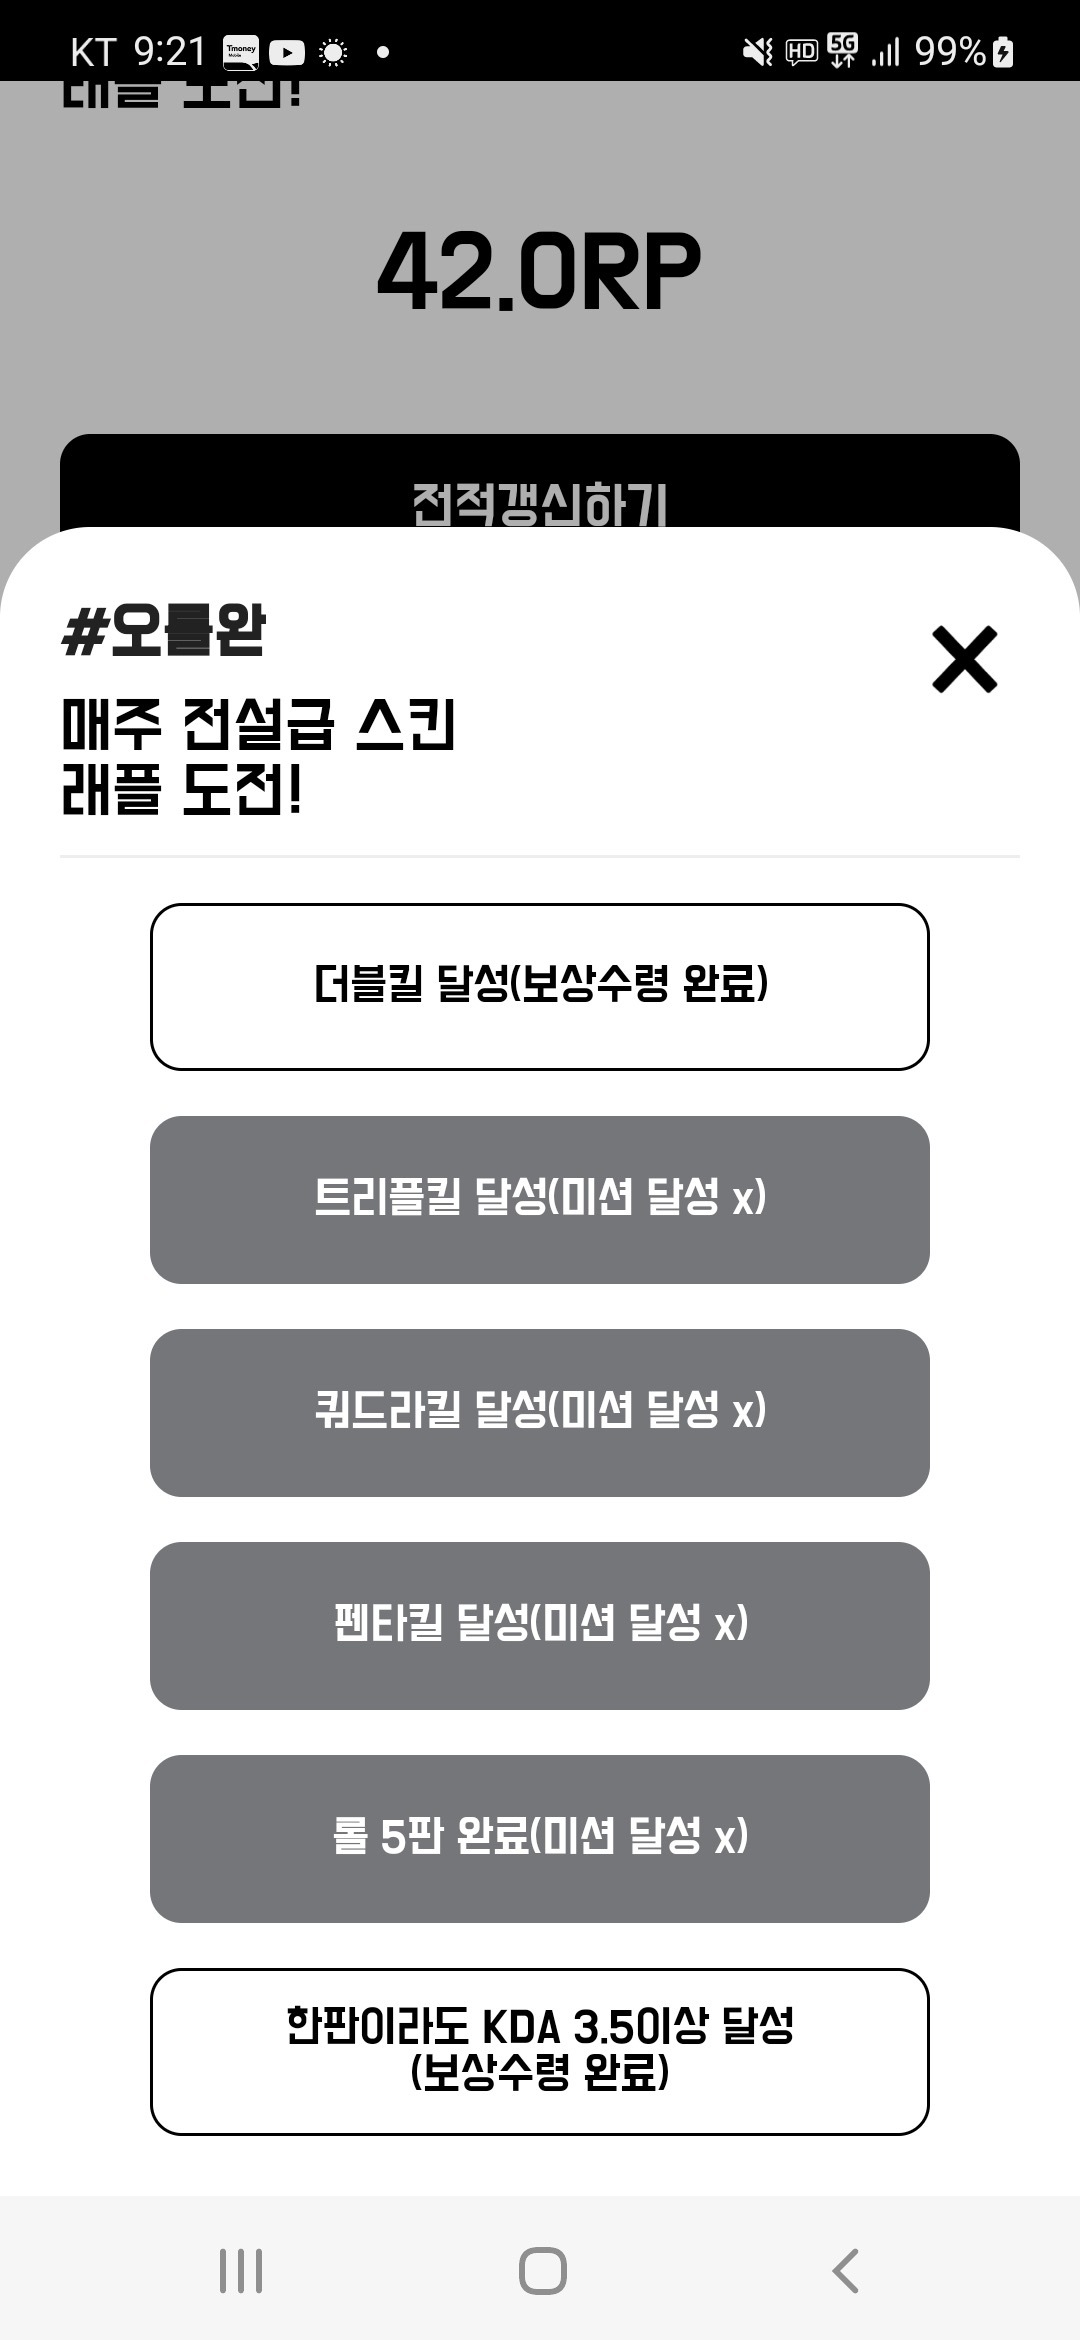 KT 9:21
Tmoney
HD 5G 99%
래플 도전!
42.0RP
전적갱신하기
#오롤완
매주 전설급 스킨
래플 도전!
더블킬 달성(보상수령 완료)
트리플킬 달성(미션 달성 x)
쿼드라킬 달성(미션 달성 x)
펜타킬 달성(미션 달성 x)
롤 5판 완료(미션 달성 x)
한판이라도 KDA 3.5이상 달성
(보상수령 완료)